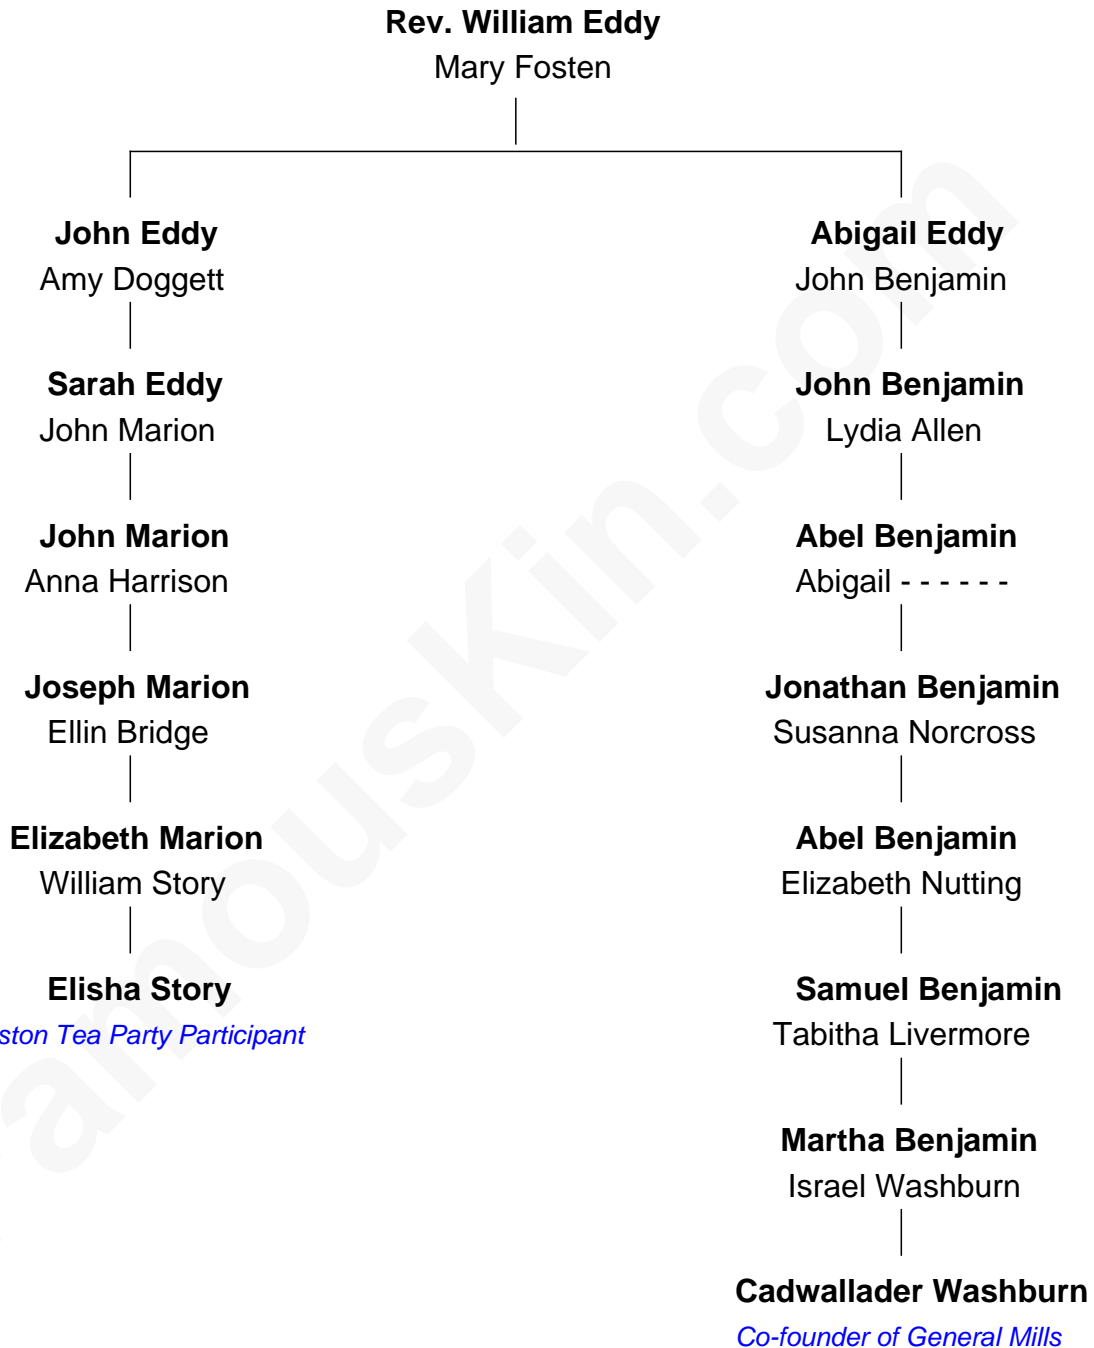 Rev. William Eddy
Mary Fosten
John Eddy
Amy Doggett
Abigail Eddy
John Benjamin
Sarah Eddy
John Marion
John Benjamin
Lydia Allen
John Marion
Anna Harrison
Abel Benjamin
Abigail - - - - - -
Joseph Marion
Ellin Bridge
Jonathan Benjamin
Susanna Norcross
Elizabeth Marion
William Story
Abel Benjamin
Elizabeth Nutting
Elisha Story
ston Tea Party Participant
Samuel Benjamin
Tabitha Livermore
Martha Benjamin
Israel Washburn
Cadwallader Washburn
Co-founder of General Mills
amousKin.com